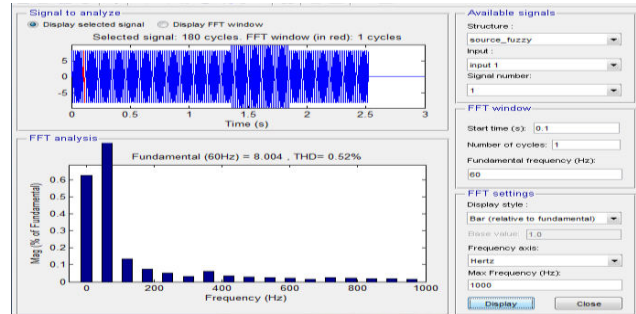 Signal to analyze
Display selected signal Display FFT window
Selected signal: 180 cycles. FFT window (in red): 1 cycles
5
0
-5
0 0.5 1 1.5 2 2.5 3
Time (s)
FFT analysis
Fundamental (60Hz) = 8.004 , THD= 0.52%
Mag (% of Fundamental)
0.6
0.5
0.4
0.3
0.2
0.1
0
0 200 400 600 800 1000
Frequency (Hz)
Available signals
Structure :
source_fuzzy
Input :
input 1
Signal number:
1
FFT window
Start time (s): 0.1
Number of cycles: 1
Fundamental frequency (Hz):
60
FFT settings
Display style :
Bar (relative to fundamental)
Base value: 1.0
Frequency axis:
Hertz
Max Frequency (Hz):
1000
Display Close